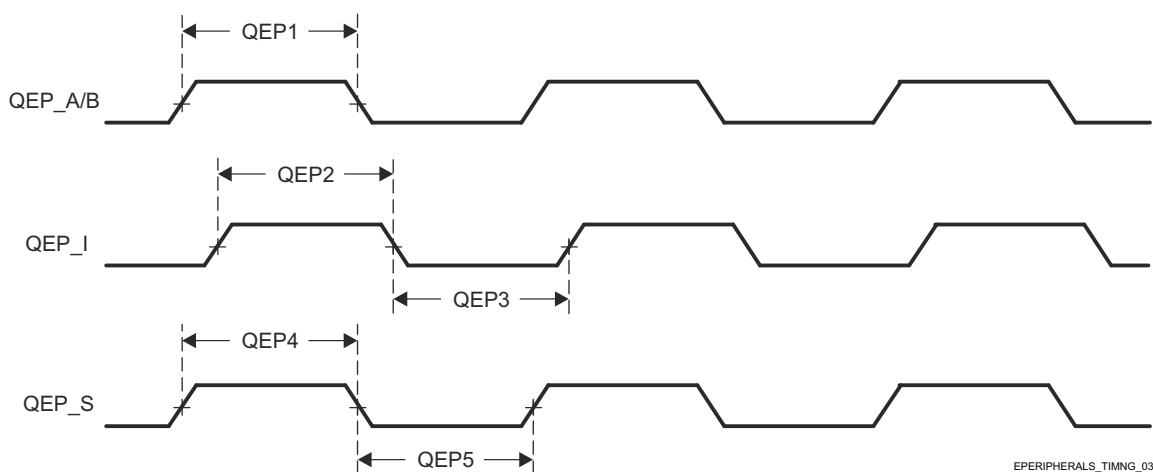 QEP1
QEP_A/B
QEP2
QEP_I
QEP3
QEP4
QEP_S
QEP5
EPERIPHERALS_TIMNG_03